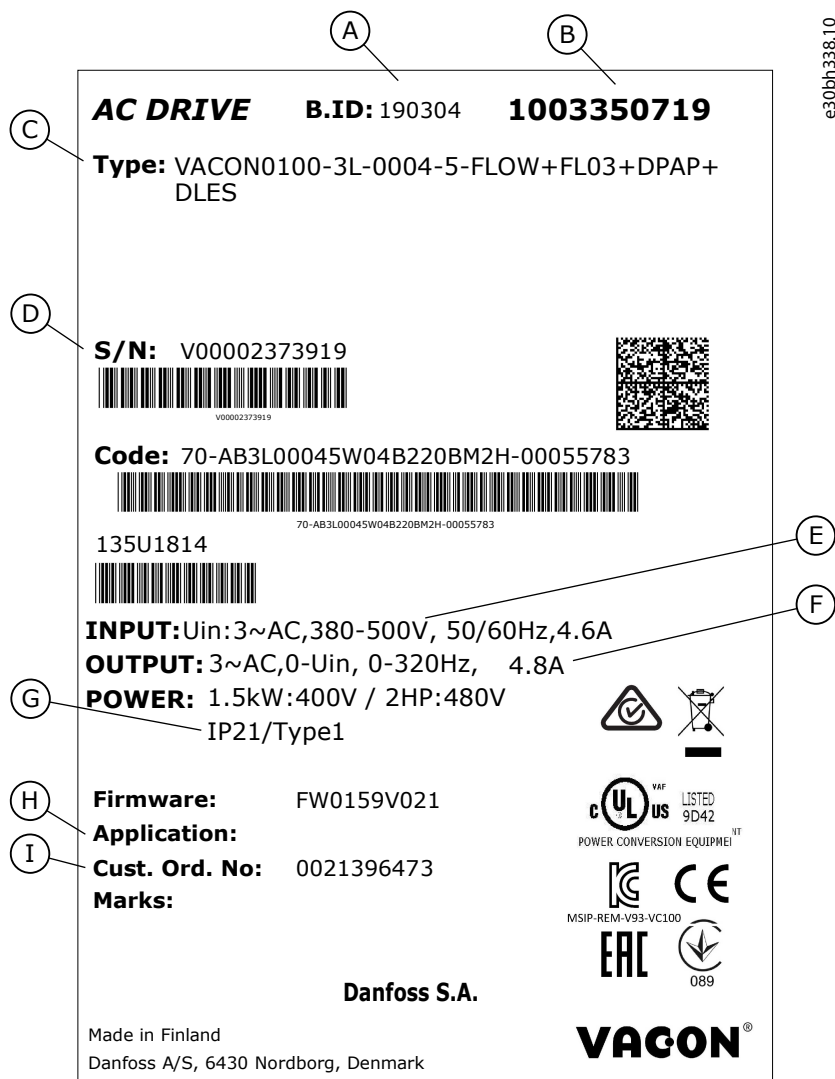 A
B
e30bh338.10
AC DRIVE B.ID: 190304 1003350719
C
Type: VACON0100-3L-0004-5-FLOW+FL03+DPAP+
DLES
D
S/N: V00002373919
V00002373919
Code: 70-AB3L00045W04B220BM2H-00055783
70-AB3L00045W04B220BM2H-00055783
135U1814
E
INPUT:Uin:3~AC,380-500V, 50/60Hz,4.6A
F
OUTPUT: 3~AC,0-Uin, 0-320Hz, 4.8A
G
POWER: 1.5kW:400V / 2HP:480V
IP21/Type1
H
Firmware: FW0159V021
Application:
I
Cust. Ord. No: 0021396473
Marks:
C UL US VAF LISTED
9D42
POWER CONVERSION EQUIPMENT
CE
MSIP-REM-V93-VC100
EAC
089
Danfoss S.A.
Made in Finland
Danfoss A/S, 6430 Nordborg, Denmark
VACON®